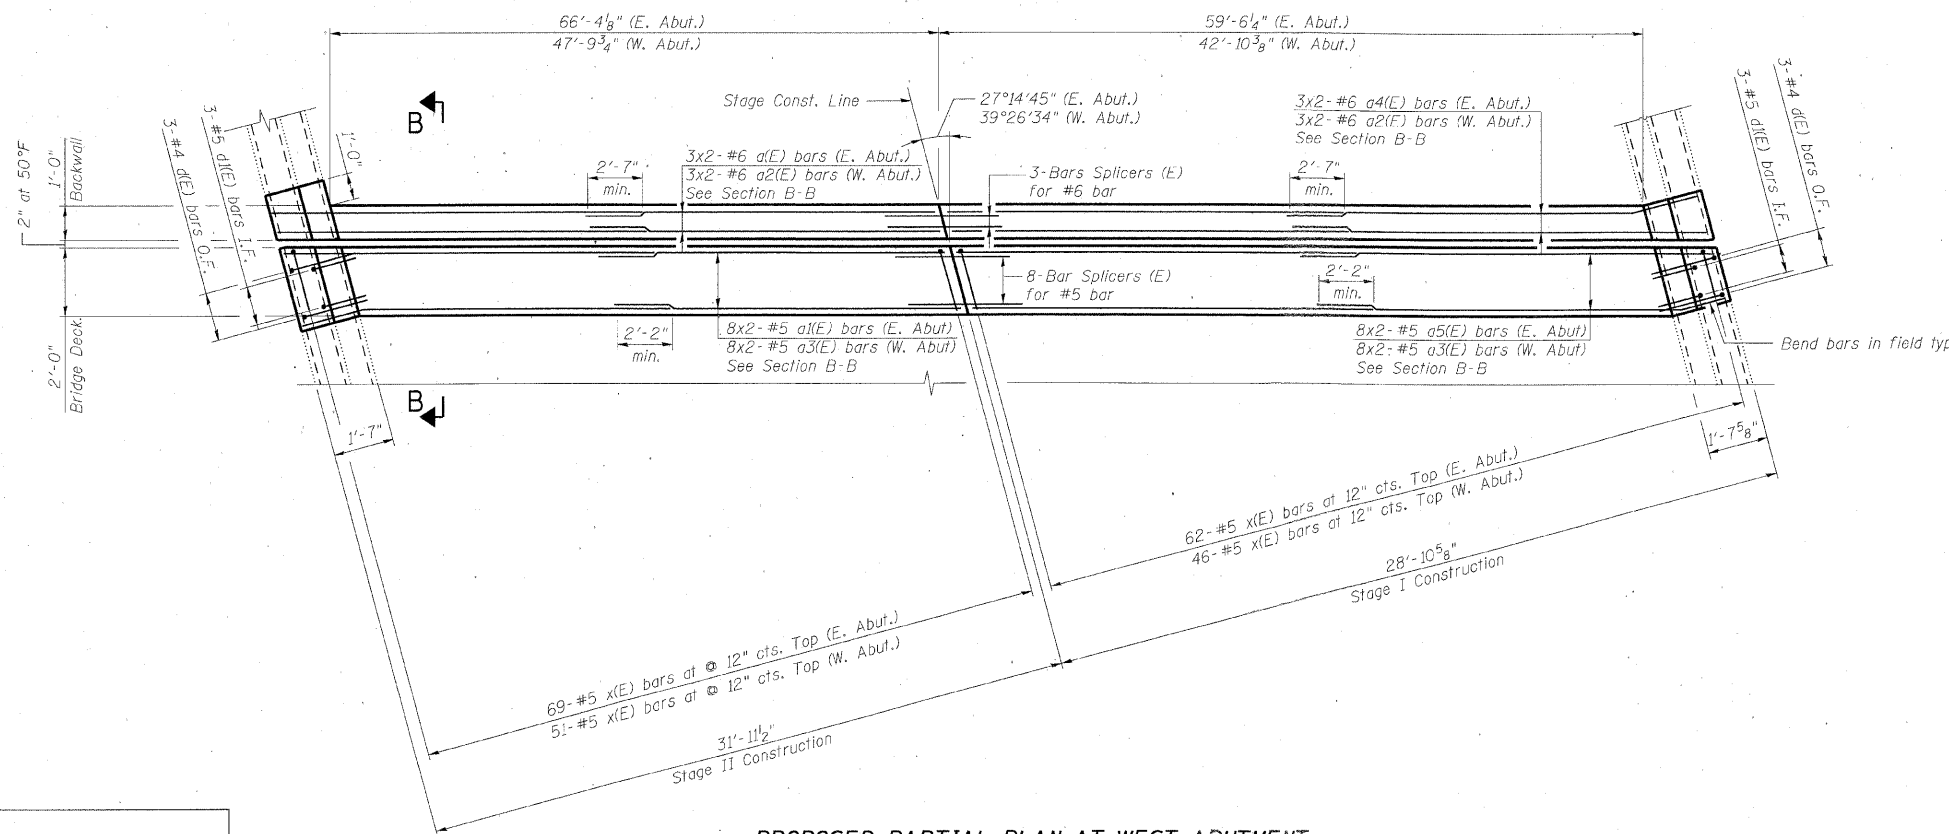 66'-4 1/8" (E. Abut.)
47'-9 3/4" (W. Abut.)
59'-6 1/4" (E. Abut.)
42'-10 3/8" (W. Abut.)
Stage Const. Line
27°14'45" (E. Abut.)
39°26'34" (W. Abut.)
3x2-#6 a4(E) bars (E. Abut.)
3x2-#6 a2(E) bars (W. Abut.)
See Section B-B
3-#5 d1(E) bars I.F.
3-#4 d(E) bars O.F.
B
3-#4 d(E) bars O.F.
3-#5 d1(E) bars I.F.
1'-0"
2" at 50°F
1'-0"
Backwall
2'-7"
min.
3x2-#6 a(E) bars (E. Abut.)
3x2-#6 a2(E) bars (W. Abut.)
See Section B-B
3-Bars Splicers (E)
for #6 bar
2'-7"
min.
8-Bar Splicers (E)
for #5 bar
2'-2"
min.
2'-2"
min.
8x2-#5 a1(E) bars (E. Abut.)
8x2-#5 a3(E) bars (W. Abut)
See Section B-B
8x2-#5 a5(E) bars (E. Abut)
8x2-#5 a3(E) bars (W. Abut)
See Section B-B
Bend bars in field typ
2'-0"
Bridge Deck.
B
1'-7"
1'-7 5/8"
62-#5 x(E) bars at 12" cts. Top (E. Abut.)
46-#5 x(E) bars at 12" cts. Top (W. Abut.)
28'-10 5/8"
Stage I Construction
69-#5 x(E) bars at @ 12" cts. Top (E. Abut.)
51-#5 x(E) bars at @ 12" cts. Top (W. Abut.)
31'-11 1/2"
Stage II Construction
PROPOSED PARTIAL PLAN AT WEST ABUTMENT